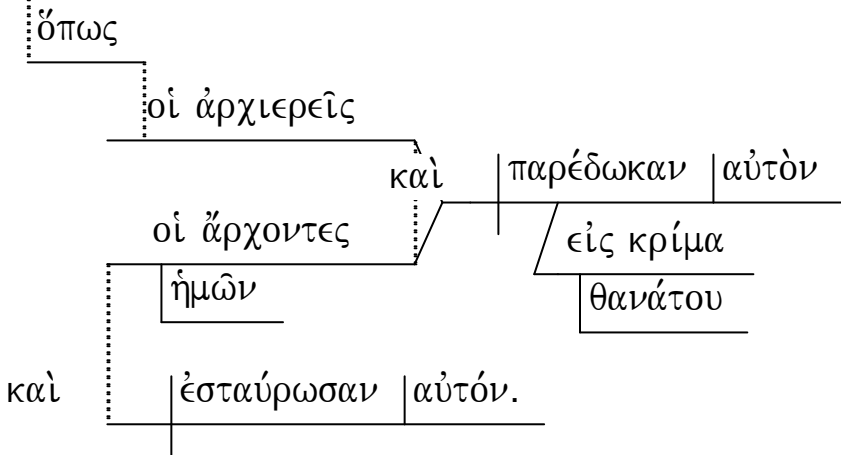 ὅπως
οἱ ἀρχιερεῖς
καὶ παρέδωκαν αὐτὸν
οἱ ἄρχοντες εἰς κρίμα
ἡμῶν θανάτου
καὶ ἐσταύρωσαν αὐτόν.